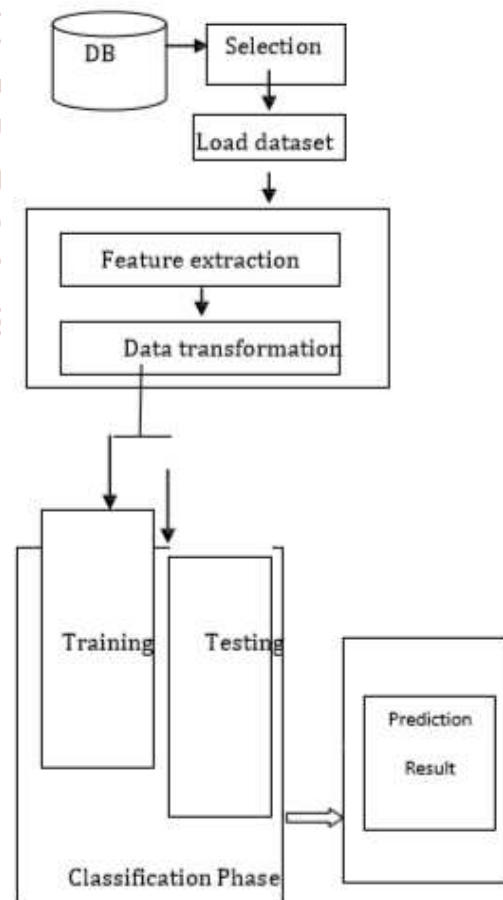 DB
Selection
Load dataset
Feature extraction
Data transformation
Training
Testing
Prediction
Result
Classification Phase